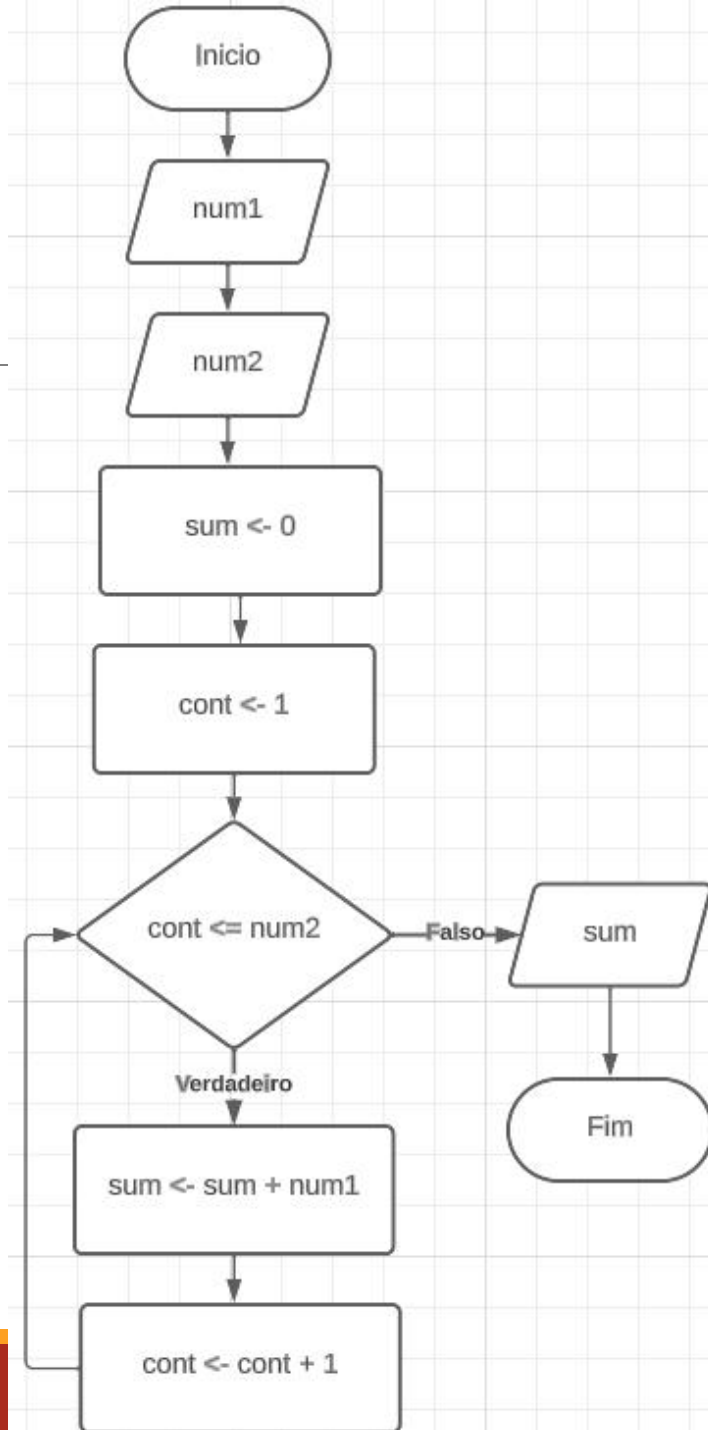 Inicio
num1
num2
sum <- 0
cont <- 1
cont <= num2
Falso
sum
Fim
Verdadeiro
sum <- sum + num1
cont <- cont + 1